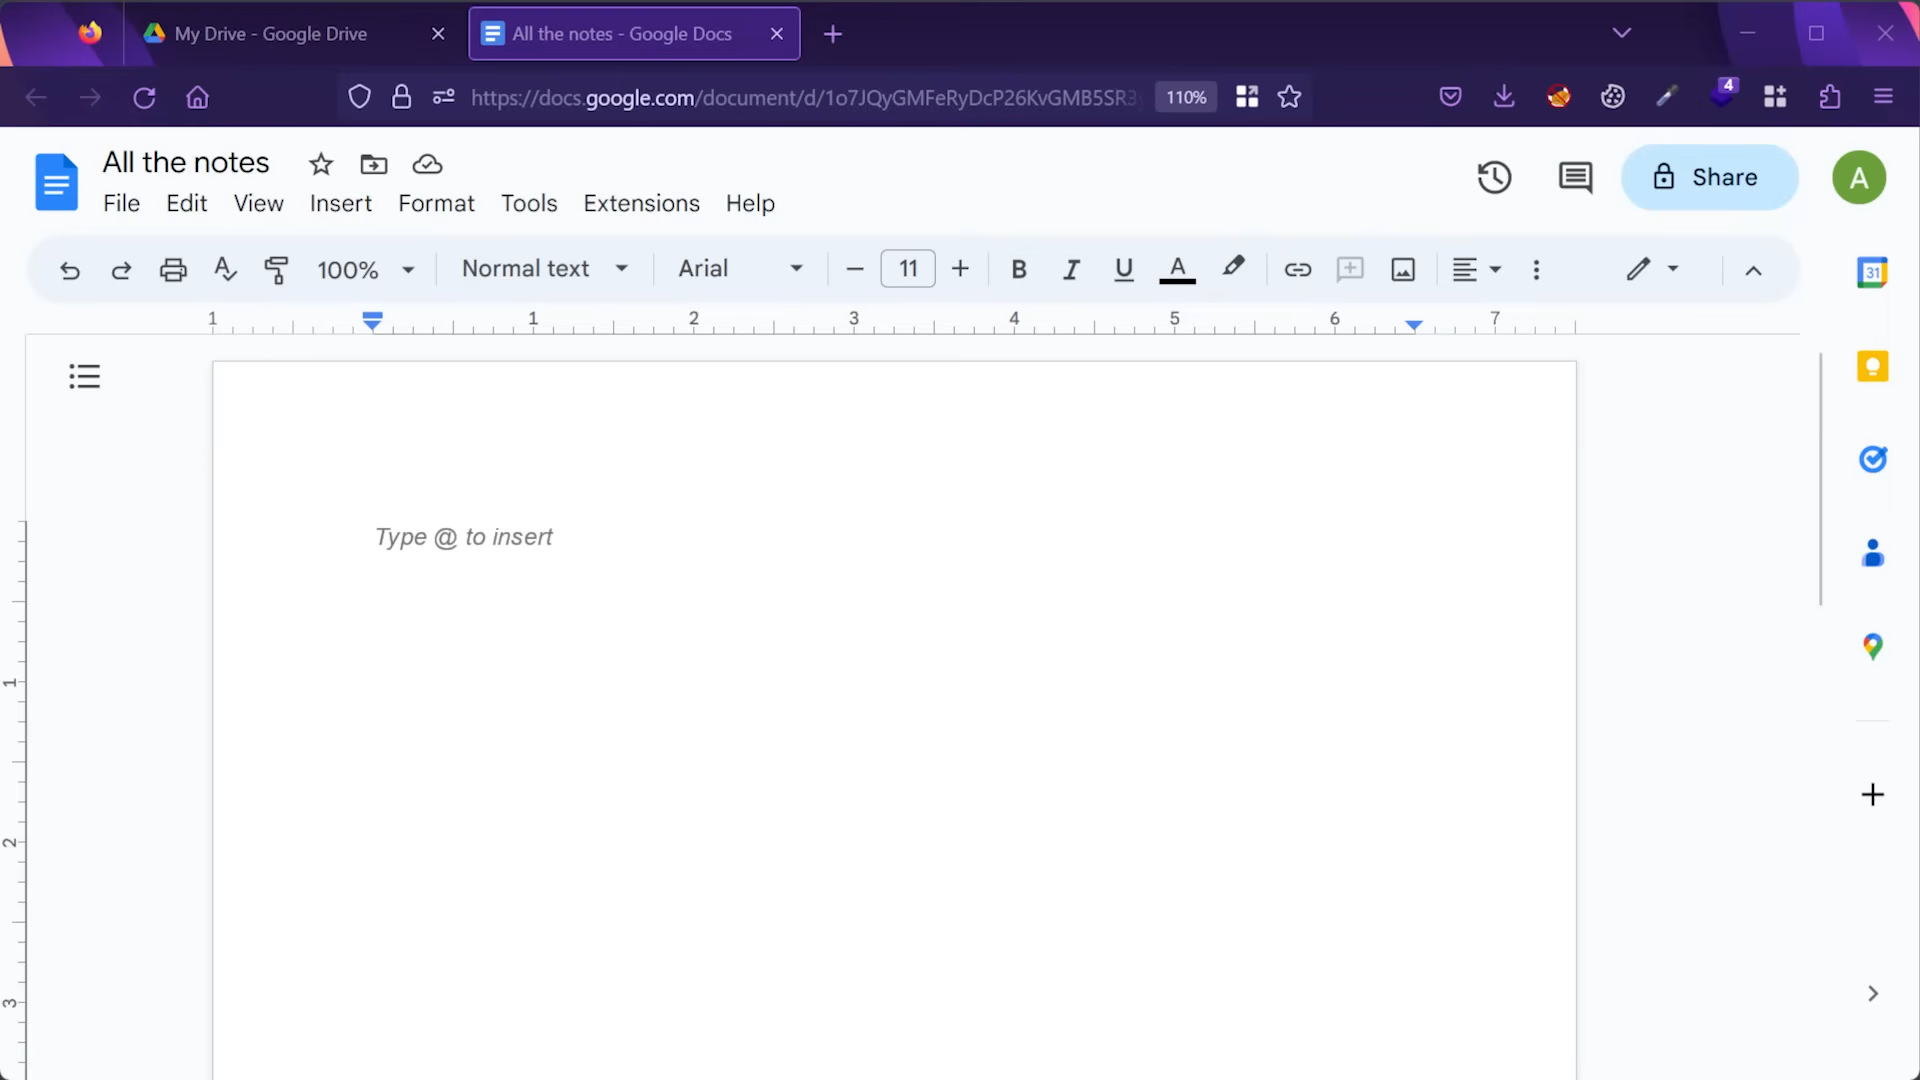 My Drive - Google Drive
All the notes - Google Docs
https://docs.google.com/document/d/1o7JQyGMFeRyDcP26KvGMB5SR3
110%
4
All the notes
Share
A
File Edit View Insert Format Tools Extensions Help
100% Normal text Arial 11 B I U A
31
1 1 2 3 4 5 6 7
Type @ to insert
1
2
3